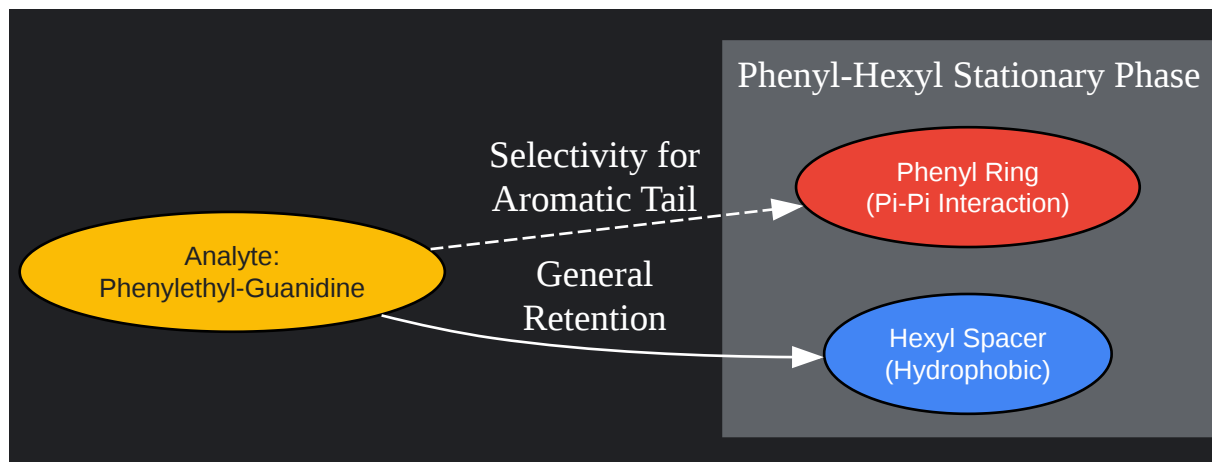 Phenyl-Hexyl Stationary Phase
Selectivity for
Aromatic Tail
Phenyl Ring
(Pi-Pi Interaction)
Analyte:
Phenylethyl-Guanidine
General
Retention
Hexyl Spacer
(Hydrophobic)